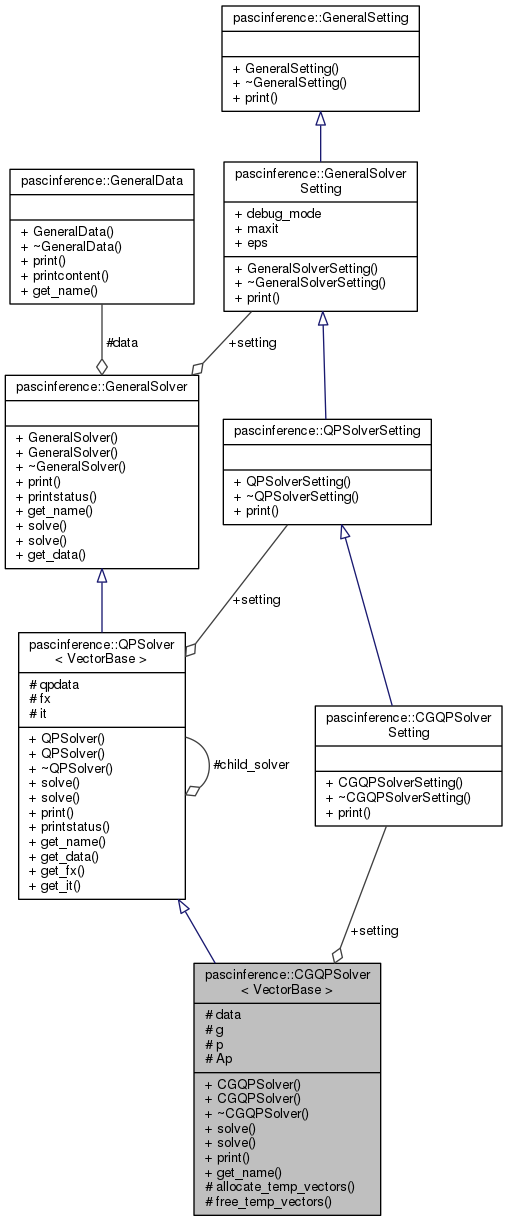 pascinference::GeneralSetting
+ GeneralSetting()
+ ~GeneralSetting()
+ print()
pascinference::GeneralData
+ GeneralData()
+ ~GeneralData()
+ print()
+ printcontent()
+ get_name()
pascinference::GeneralSolver
Setting
+ debug_mode
+ maxit
+ eps
+ GeneralSolverSetting()
+ ~GeneralSolverSetting()
+ print()
#data
+setting
pascinference::GeneralSolver
+ GeneralSolver()
+ GeneralSolver()
+ ~GeneralSolver()
+ print()
+ printstatus()
+ get_name()
+ solve()
+ solve()
+ get_data()
pascinference::QPSolverSetting
+ QPSolverSetting()
+ ~QPSolverSetting()
+ print()
+setting
pascinference::QPSolver
< VectorBase >
# qpdata
# fx
# it
+ QPSolver()
+ QPSolver()
+ ~QPSolver()
+ solve()
+ solve()
+ print()
+ printstatus()
+ get_name()
+ get_data()
+ get_fx()
+ get_it()
#child_solver
pascinference::CGQPSolver
Setting
+ CGQPSolverSetting()
+ ~CGQPSolverSetting()
+ print()
+setting
pascinference::CGQPSolver
< VectorBase >
# data
# g
# p
# Ap
+ CGQPSolver()
+ CGQPSolver()
+ ~CGQPSolver()
+ solve()
+ solve()
+ print()
+ get_name()
# allocate_temp_vectors()
# free_temp_vectors()